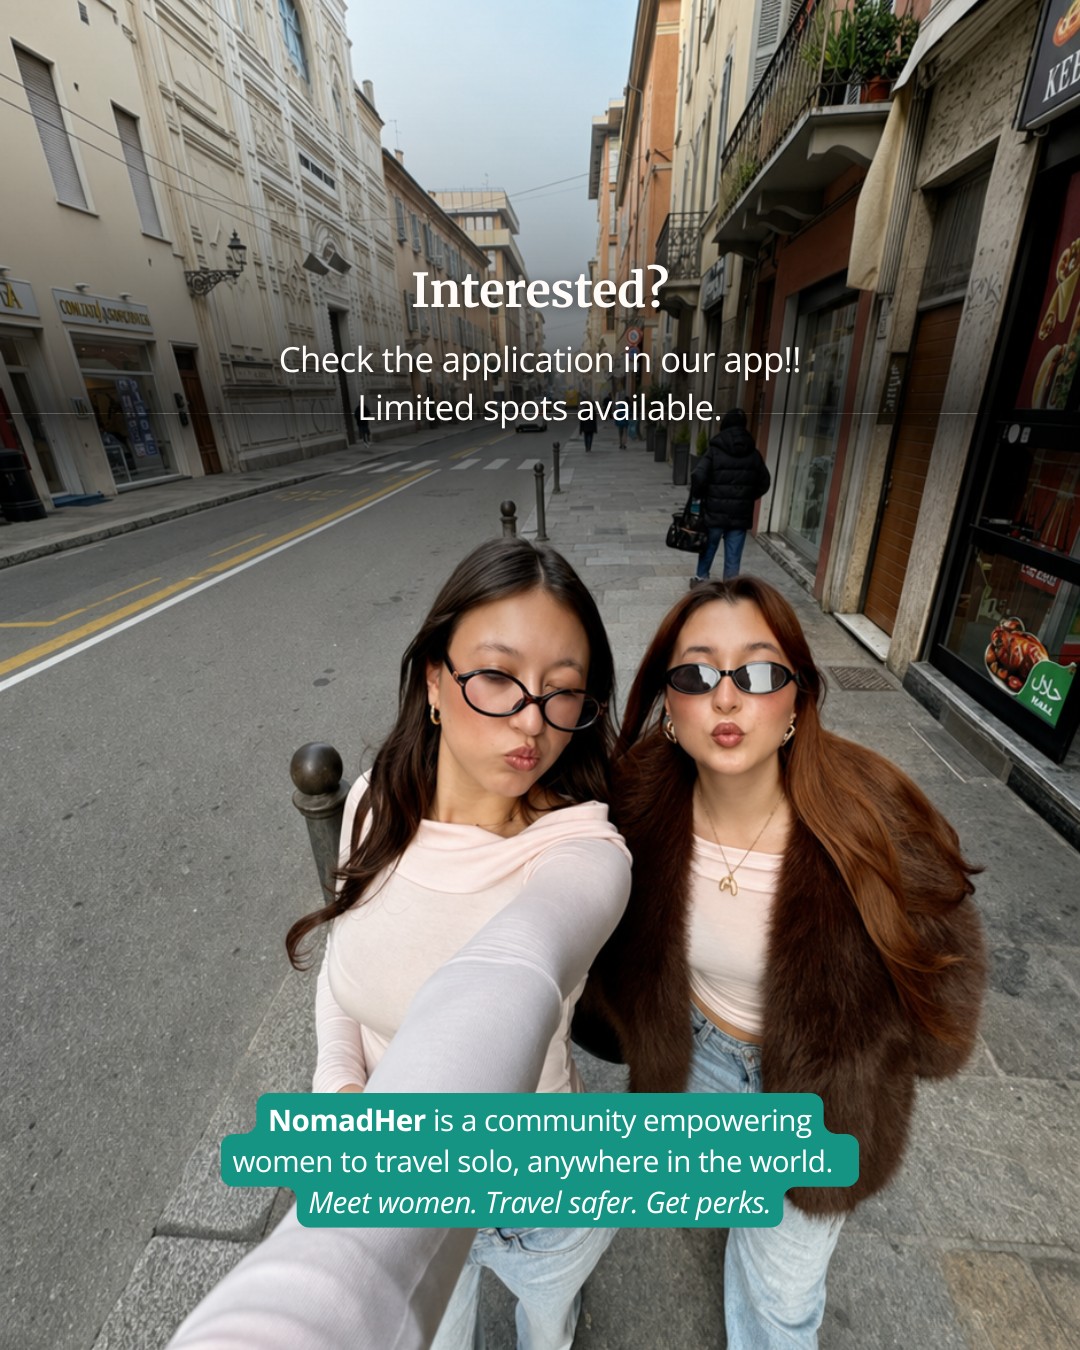 KEB
Interested?
Check the application in our app!!
Limited spots available.
حلال
NomadHer is a community empowering
women to travel solo, anywhere in the world.
Meet women. Travel safer. Get perks.